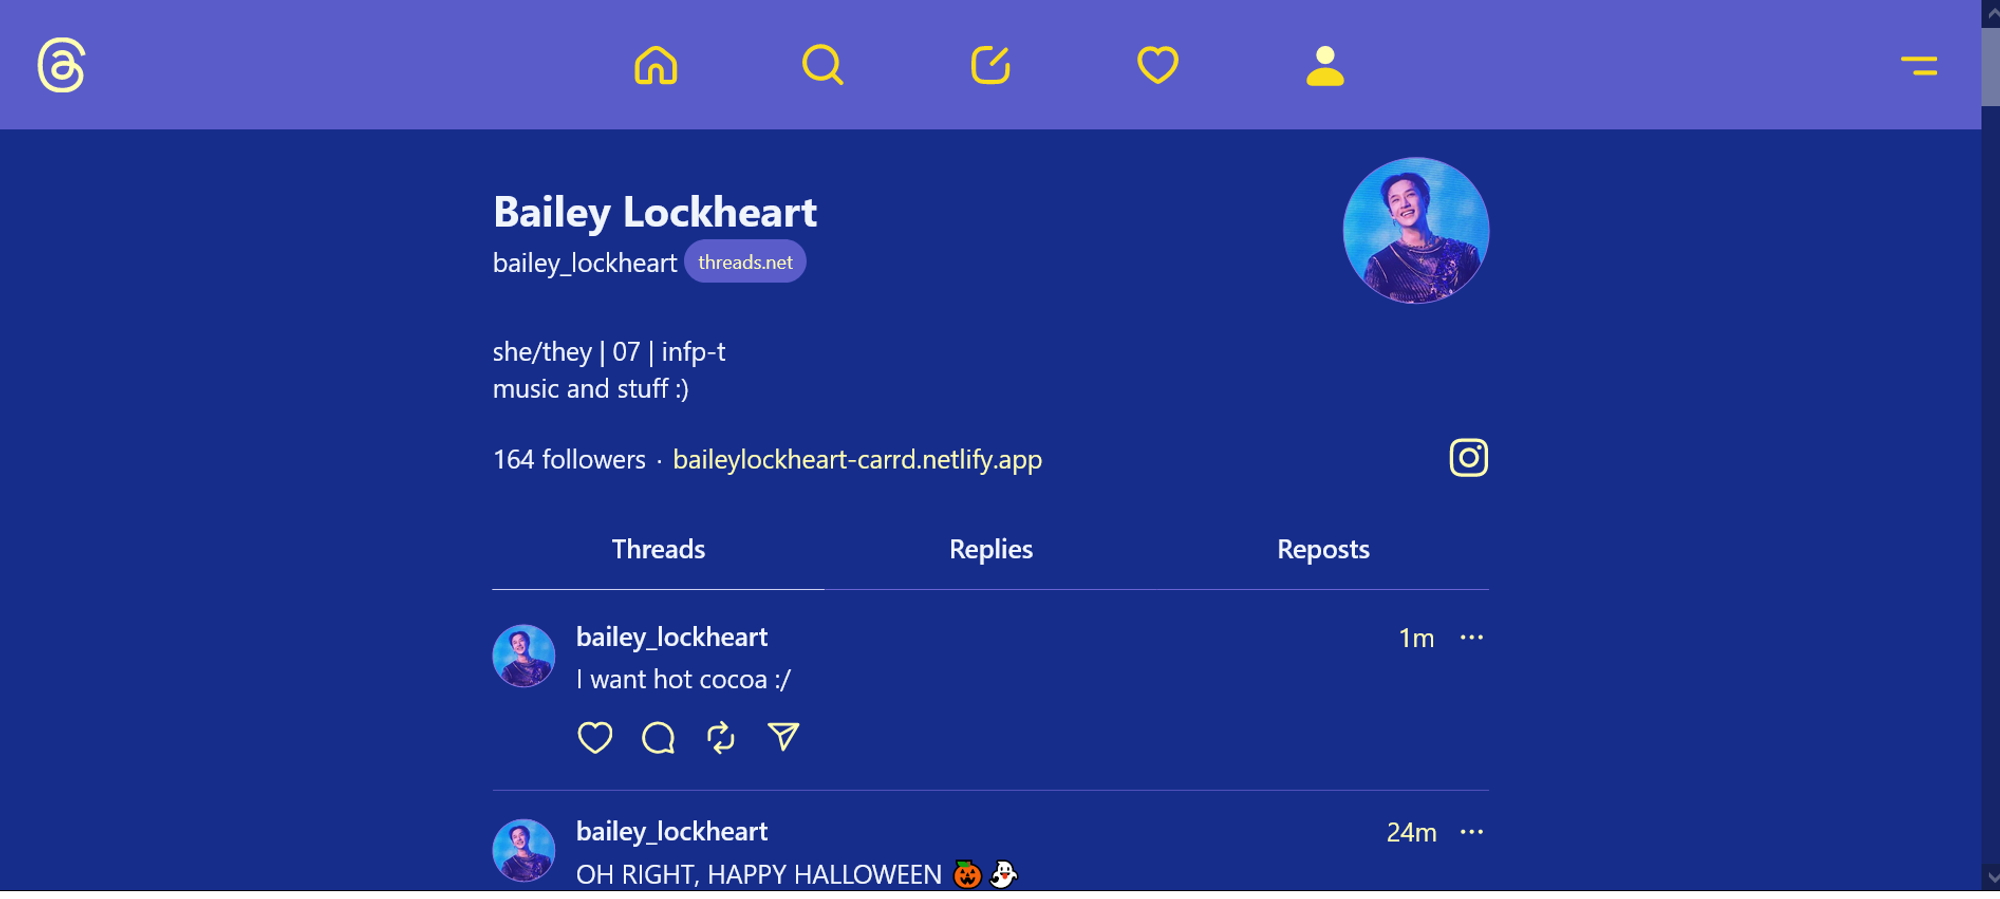 Bailey Lockheart
bailey_lockheart threads.net
she/they | 07 | infp-t
music and stuff :)
164 followers · baileylockheart-carrd.netlify.app
Threads Replies Reposts
bailey_lockheart 1m ···
I want hot cocoa :/
bailey_lockheart 24m ···
OH RIGHT, HAPPY HALLOWEEN 🎃👻